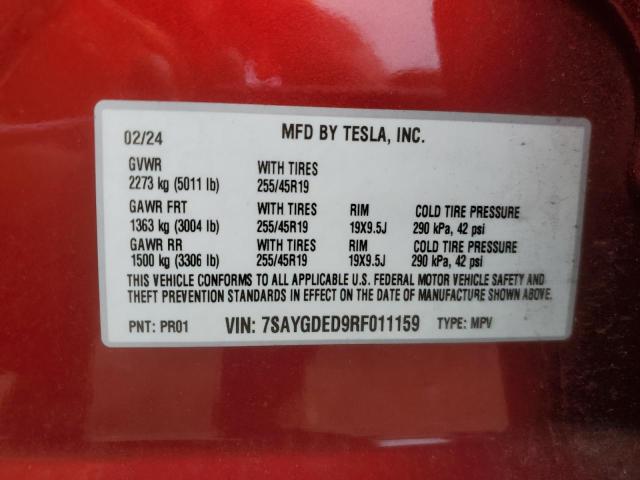 02/24 MFD BY TESLA, INC.
GVWR WITH TIRES
2273 kg (5011 lb) 255/45R19
GAWR FRT WITH TIRES RIM COLD TIRE PRESSURE
1363 kg (3004 lb) 255/45R19 19X9.5J 290 kPa, 42 psi
GAWR RR WITH TIRES RIM COLD TIRE PRESSURE
1500 kg (3306 lb) 255/45R19 19X9.5J 290 kPa, 42 psi
THIS VEHICLE CONFORMS TO ALL APPLICABLE U.S. FEDERAL MOTOR VEHICLE SAFETY AND
THEFT PREVENTION STANDARDS IN EFFECT ON THE DATE OF MANUFACTURE SHOWN ABOVE.
PNT: PR01 VIN: 7SAYGDED9RF011159 TYPE: MPV